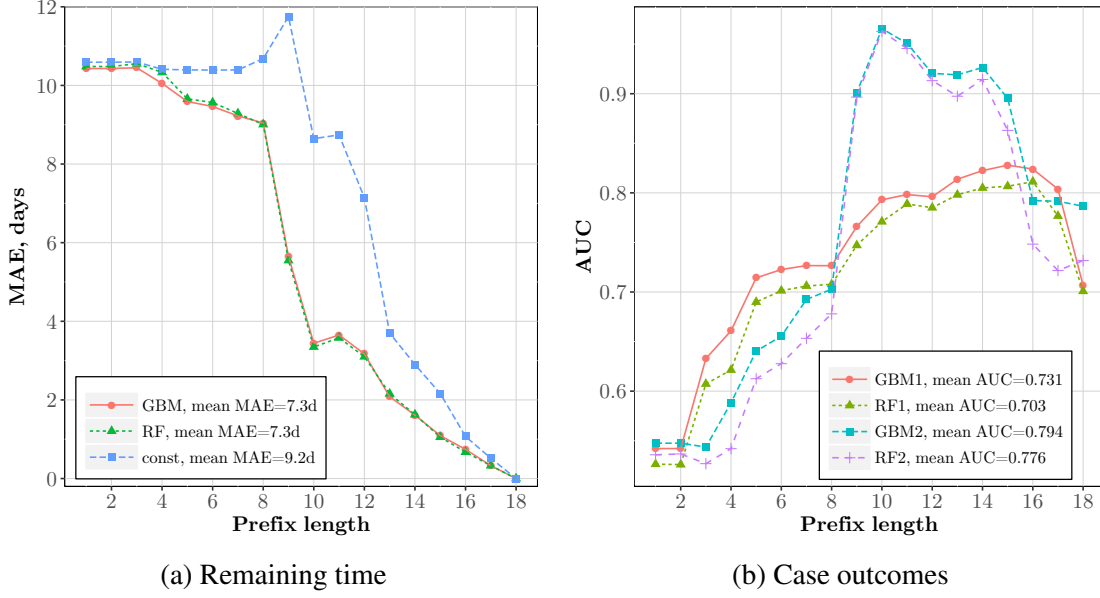 12
10
8
6
4
2
0
MAE, days
GBM, mean MAE=7.3d
RF, mean MAE=7.3d
const, mean MAE=9.2d
2 4 6 8 10 12 14 16 18
Prefix length
(a) Remaining time
0.9
0.8
0.7
0.6
AUC
GBM1, mean AUC=0.731
RF1, mean AUC=0.703
GBM2, mean AUC=0.794
RF2, mean AUC=0.776
2 4 6 8 10 12 14 16 18
Prefix length
(b) Case outcomes